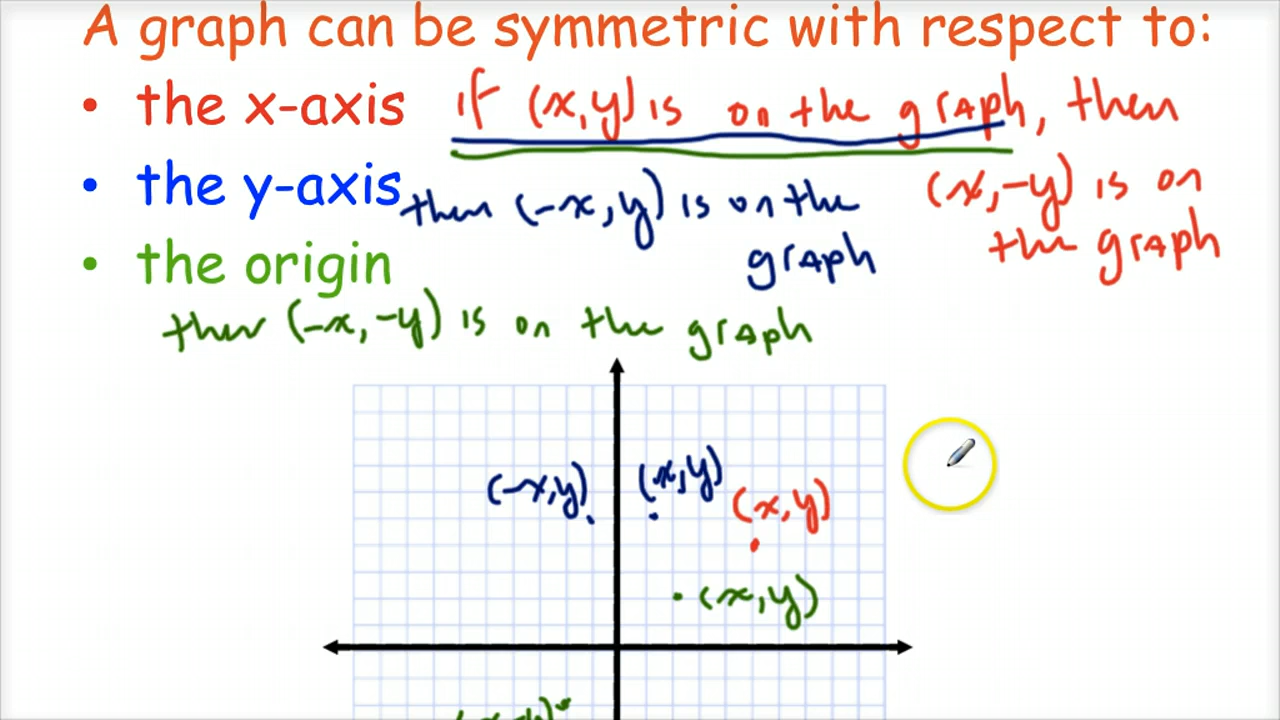 A graph can be symmetric with respect to:
• the x-axis if (x,y) is on the graph, then
(x,-y) is on
the graph
• the y-axis then (-x,y) is on the
graph
• the origin
then (-x,-y) is on the graph
(-x,y) (x,y)
(x,y)
(x,y)